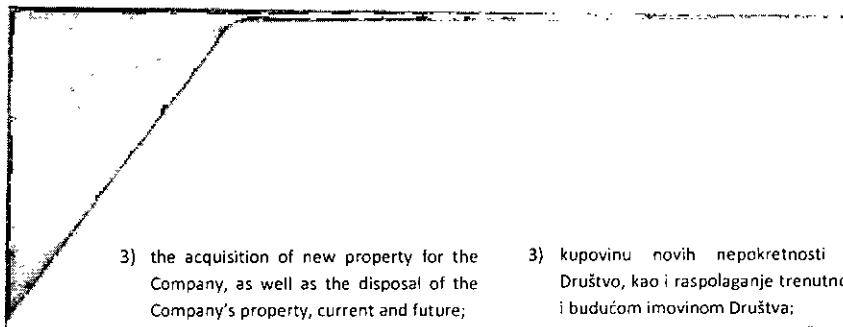 3) the acquisition of new property for the
Company, as well as the disposal of the
Company's property, current and future;
3) kupovinu novih nepokretnosti
Društvo, kao i raspolaganje trenutno
i budućom imovinom Društva;